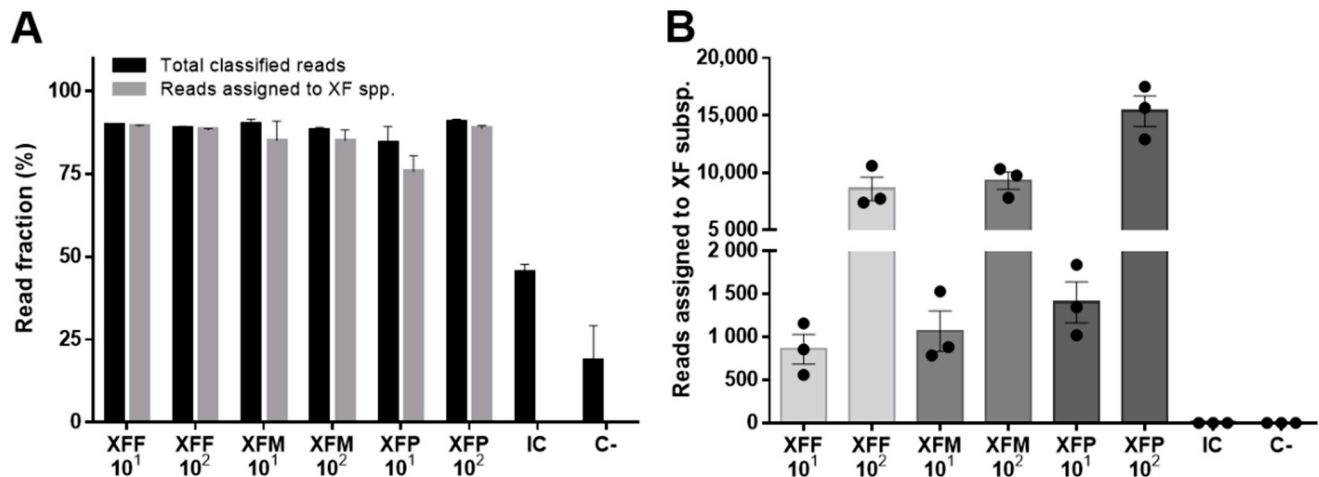 A
Total classified reads
Reads assigned to XF spp.
Read fraction (%)
100
75
50
25
0
XFF XFF XFM XFM XFP XFP IC C-
10¹ 10² 10¹ 10² 10¹ 10²
B
Reads assigned to XF subsp.
20,000
15,000
10,000
5 000
2 000
1 500
1 000
500
0
XFF XFF XFM XFM XFP XFP IC C-
10¹ 10² 10¹ 10² 10¹ 10²